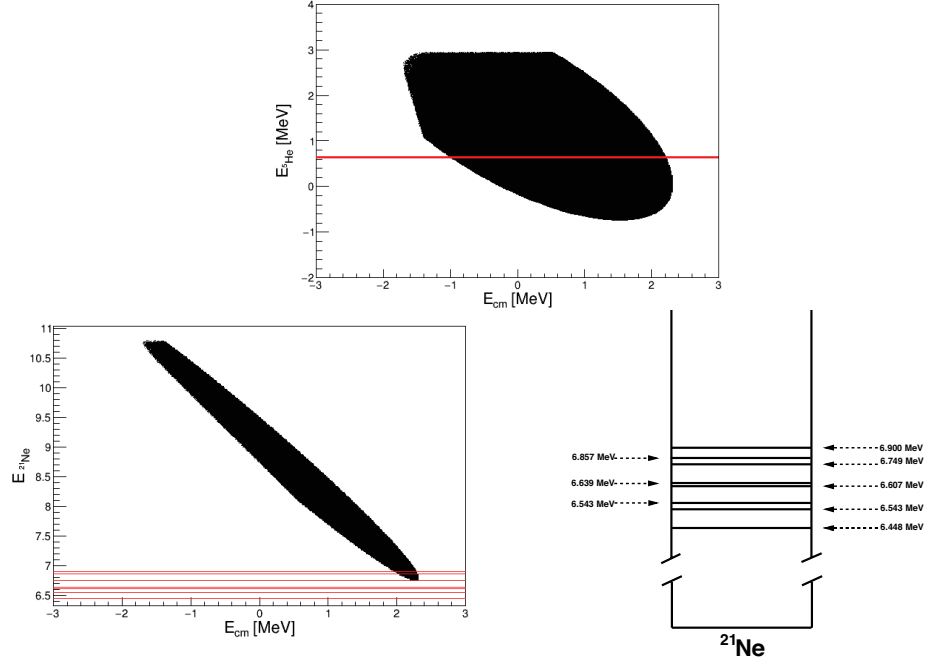 4
3
2
1
0
−1
−2
−3 −2 −1 0 1 2 3
E5He [MeV]
Ecm [MeV]
11
10.5
10
9.5
9
8.5
8
7.5
7
6.5
−3 −2 −1 0 1 2 3
E 21Ne
Ecm [MeV]
6.900 MeV
6.857 MeV
6.749 MeV
6.639 MeV
6.607 MeV
6.543 MeV
6.543 MeV
6.448 MeV
21Ne